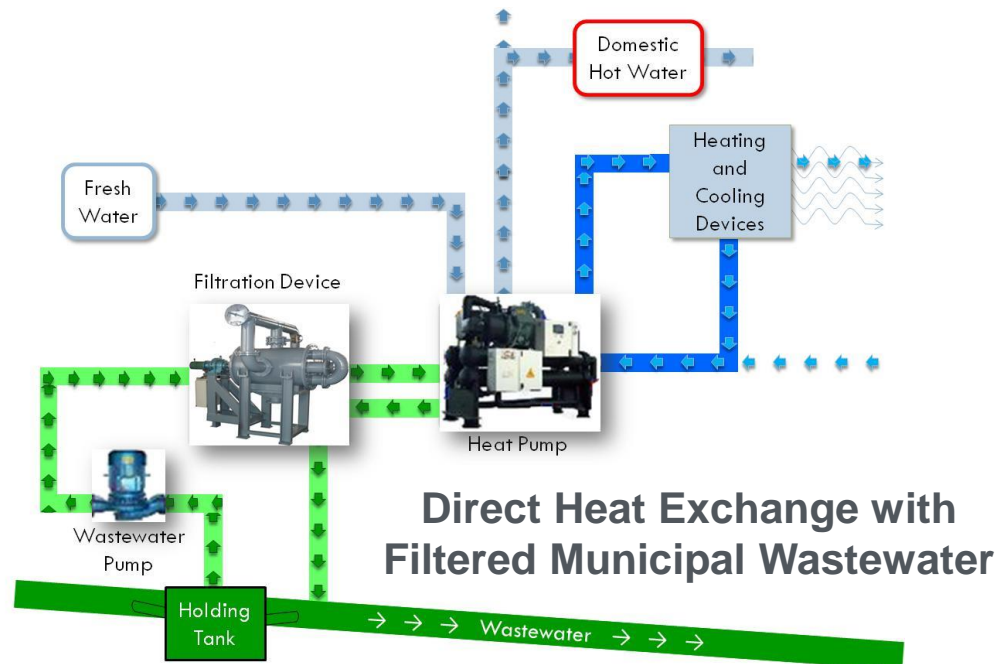 Domestic
Hot Water
Heating
and
Cooling
Devices
Fresh
Water
Filtration Device
Heat Pump
Wastewater
Pump
Direct Heat Exchange with
Filtered Municipal Wastewater
Holding
Tank
Wastewater